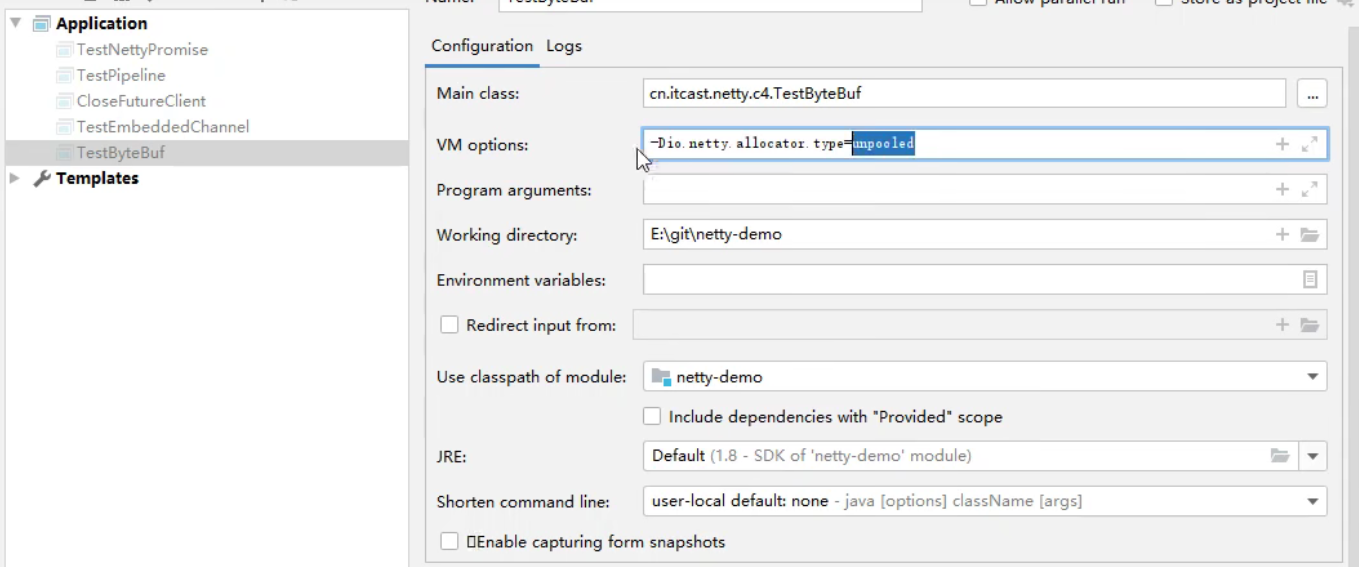 Name: TestByteBuf Allow parallel run Store as project file
Application
TestNettyPromise
TestPipeline
CloseFutureClient
TestEmbeddedChannel
TestByteBuf
Templates
Configuration Logs
Main class: cn.itcast.netty.c4.TestByteBuf ...
VM options: -Dio.netty.allocator.type=unpooled
Program arguments:
Working directory: E:\git\netty-demo
Environment variables:
Redirect input from:
Use classpath of module: netty-demo
Include dependencies with "Provided" scope
JRE: Default (1.8 - SDK of 'netty-demo' module)
Shorten command line: user-local default: none - java [options] className [args]
Enable capturing form snapshots